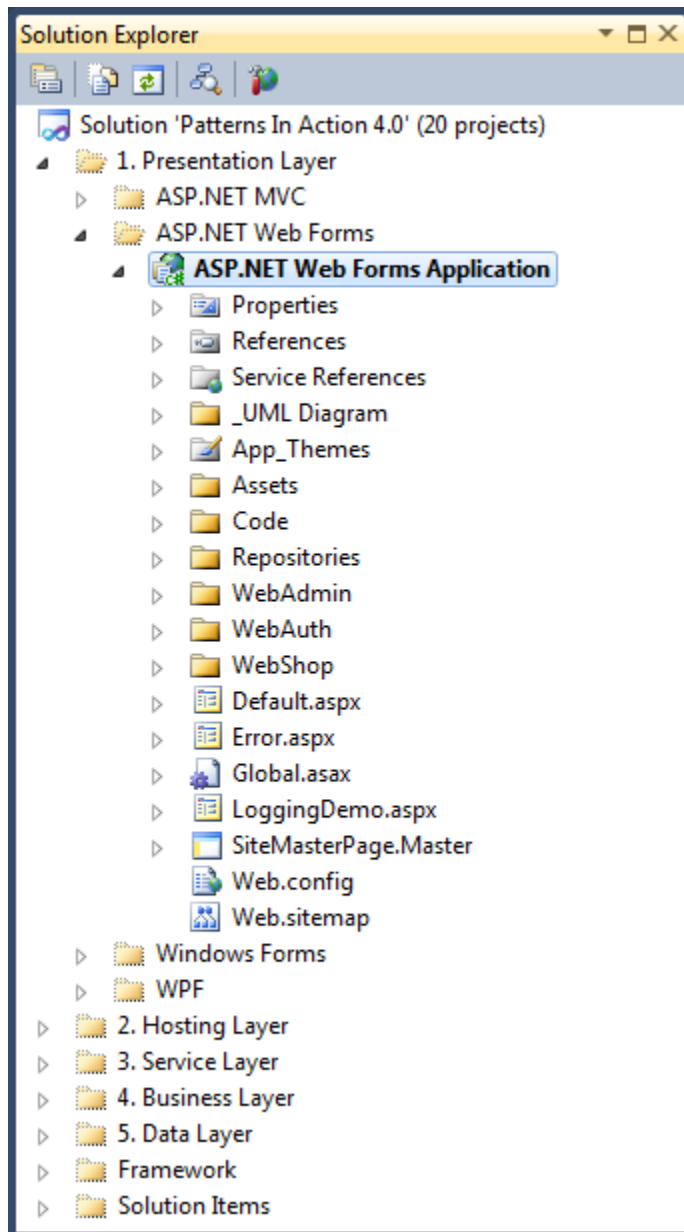 Solution Explorer
Solution 'Patterns In Action 4.0' (20 projects)
1. Presentation Layer
ASP.NET MVC
ASP.NET Web Forms
ASP.NET Web Forms Application
Properties
References
Service References
_UML Diagram
App_Themes
Assets
Code
Repositories
WebAdmin
WebAuth
WebShop
Default.aspx
Error.aspx
Global.asax
LoggingDemo.aspx
SiteMasterPage.Master
Web.config
Web.sitemap
Windows Forms
WPF
2. Hosting Layer
3. Service Layer
4. Business Layer
5. Data Layer
Framework
Solution Items